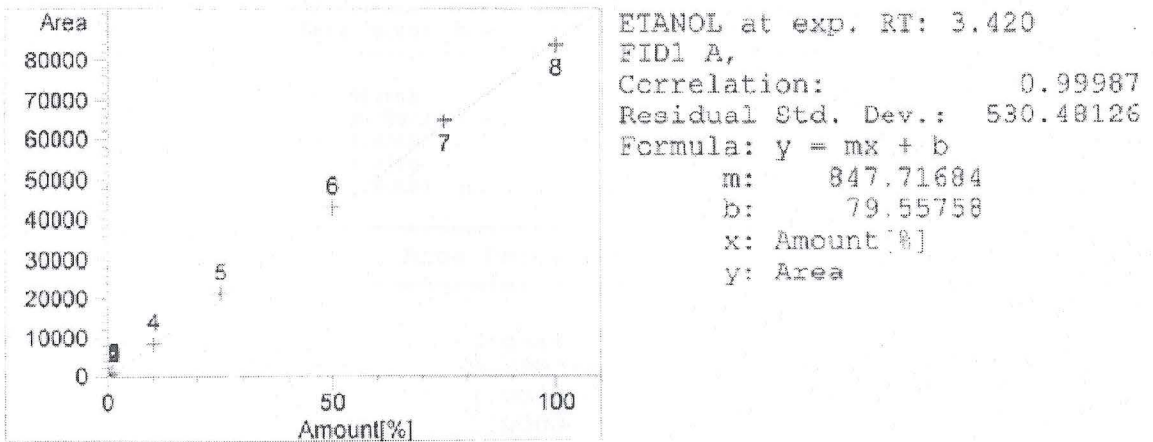 Area
80000
70000
60000
50000
40000
30000
20000
10000
0
0
50
100
Amount[%]
4
5
6
7
8
ETANOL at exp. RT: 3.420
FID1 A,
Correlation: 0.99987
Residual Std. Dev.: 530.48126
Formula: y = mx + b
m: 847.71684
b: 79.55758
x: Amount[%]
y: Area